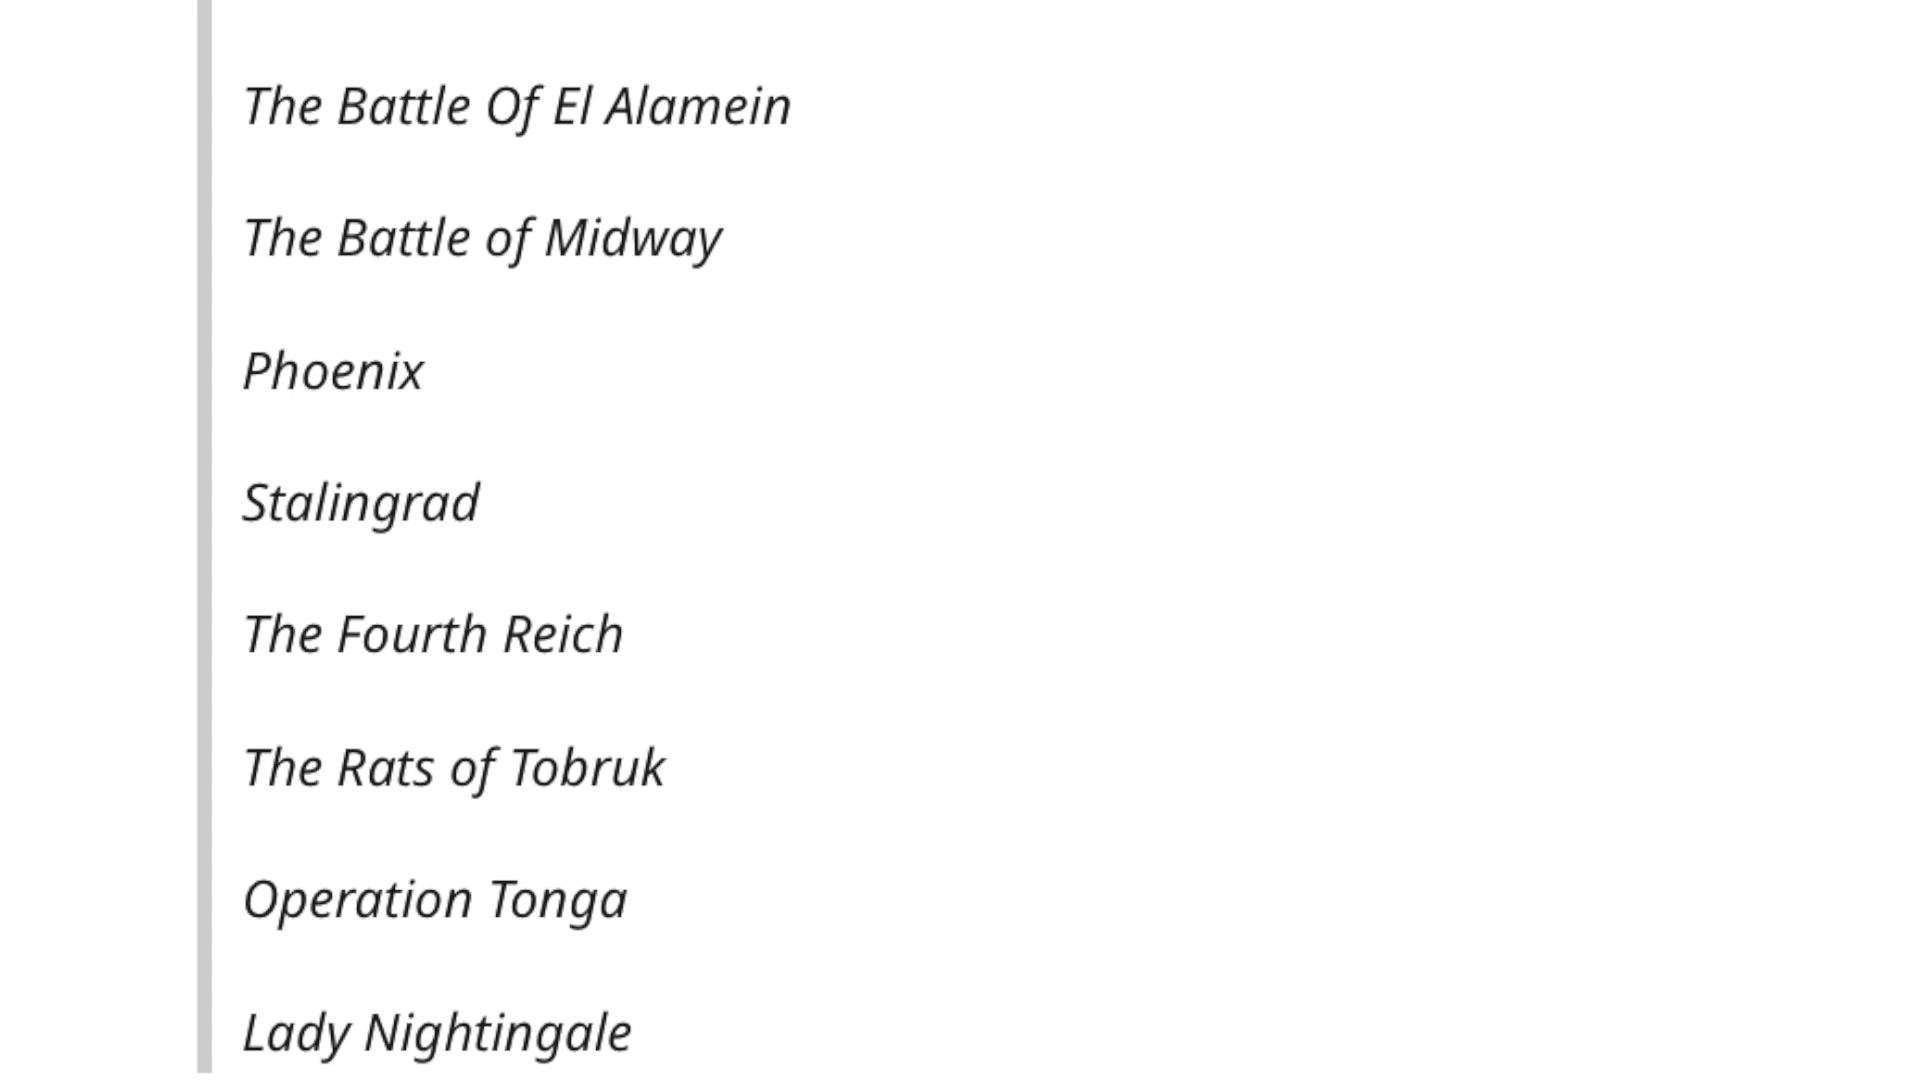 The Battle Of El Alamein
The Battle of Midway
Phoenix
Stalingrad
The Fourth Reich
The Rats of Tobruk
Operation Tonga
Lady Nightingale